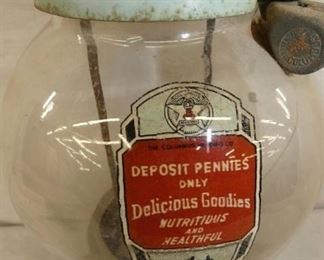 THE COLUMBUS VENDING CO
DEPOSIT PENNIES
ONLY
Delicious Goodies
NUTRITIOUS
AND
HEALTHFUL